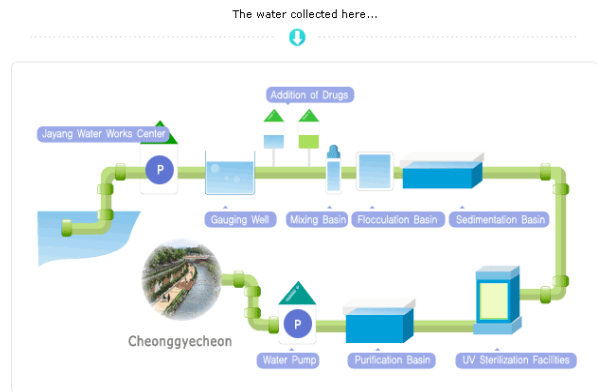 The water collected here...
Addition of Drugs
Jayang Water Works Center
P
Gauging Well
Mixing Basin
Flocculation Basin
Sedimentation Basin
Cheonggyecheon
P
Water Pump
Purification Basin
UV Sterilization Facilities